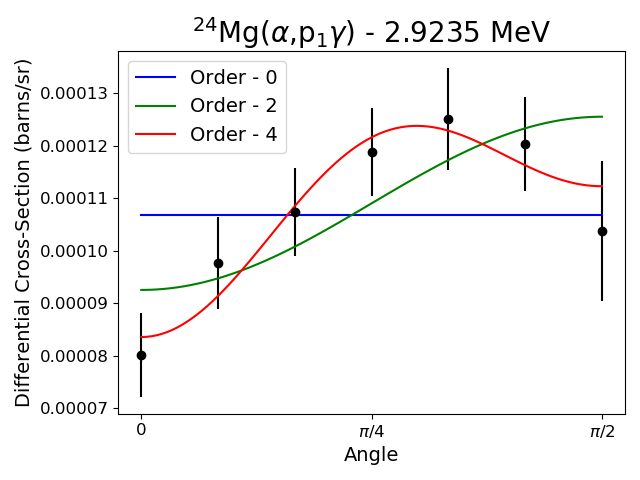 ²⁴Mg(α,p₁γ) - 2.9235 MeV
Order - 0
Order - 2
Order - 4
Differential Cross-Section (barns/sr)
0.00013
0.00012
0.00011
0.00010
0.00009
0.00008
0.00007
0
π/4
π/2
Angle